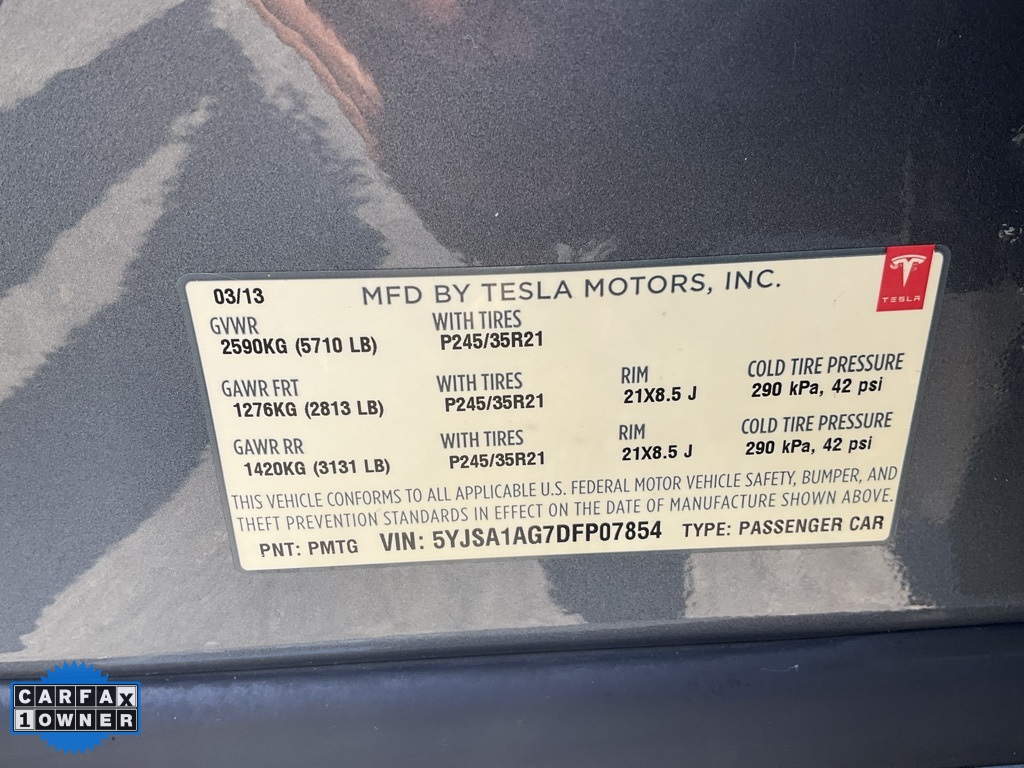 03/13 MFD BY TESLA MOTORS, INC.
TESLA
GVWR WITH TIRES
2590KG (5710 LB) P245/35R21
GAWR FRT WITH TIRES RIM COLD TIRE PRESSURE
1276KG (2813 LB) P245/35R21 21X8.5 J 290 kPa, 42 psi
GAWR RR WITH TIRES RIM COLD TIRE PRESSURE
1420KG (3131 LB) P245/35R21 21X8.5 J 290 kPa, 42 psi
THIS VEHICLE CONFORMS TO ALL APPLICABLE U.S. FEDERAL MOTOR VEHICLE SAFETY, BUMPER, AND
THEFT PREVENTION STANDARDS IN EFFECT ON THE DATE OF MANUFACTURE SHOWN ABOVE.
PNT: PMTG VIN: 5YJSA1AG7DFP07854 TYPE: PASSENGER CAR
CARFAX
1 OWNER